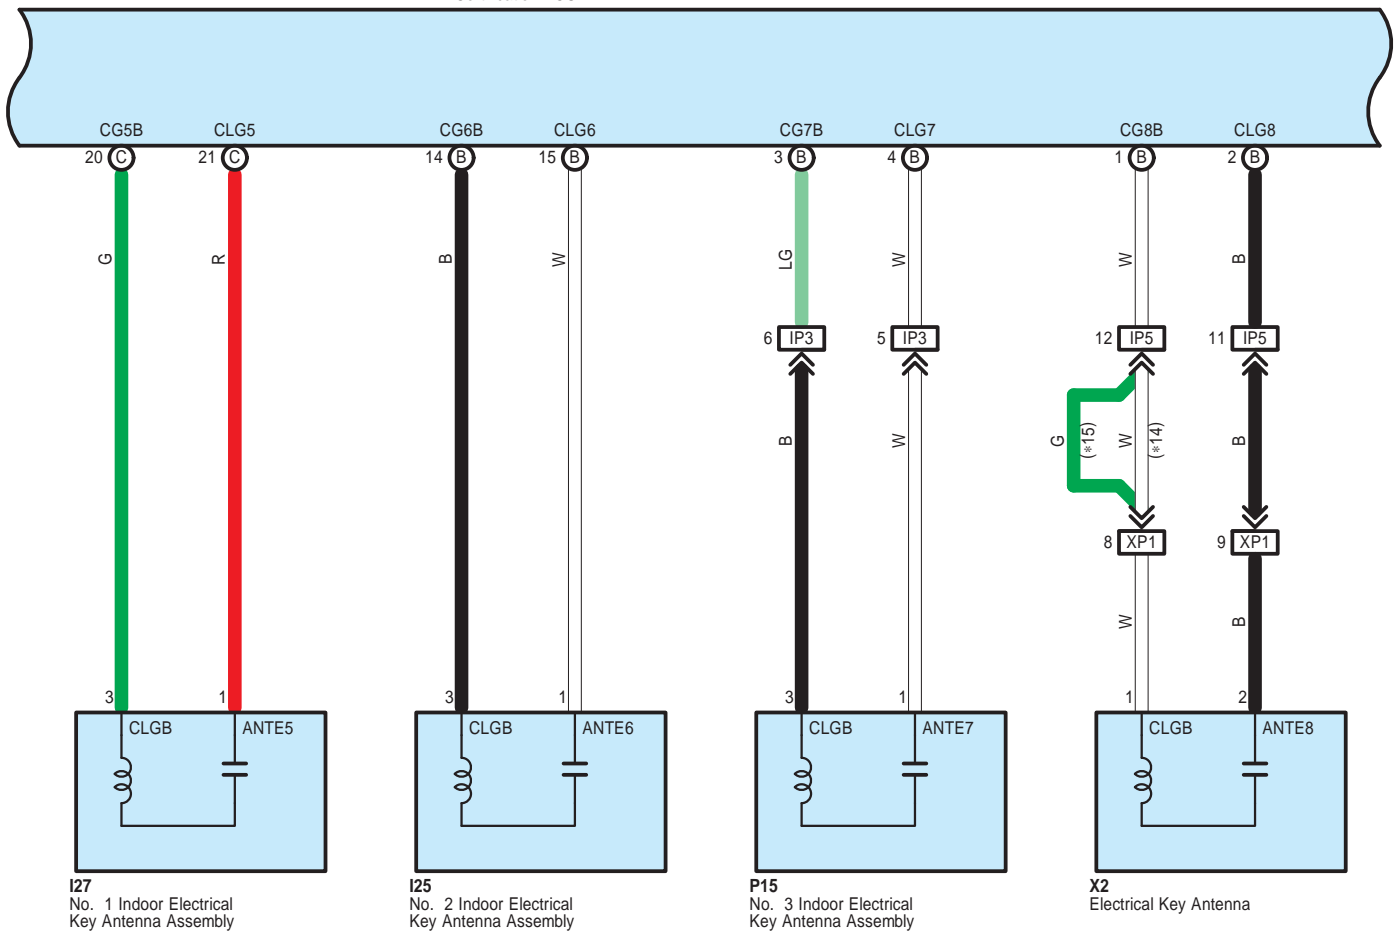 CG5B CLG5 CG6B CLG6 CG7B CLG7 CG8B CLG8
20 C 21 C 14 B 15 B 3 B 4 B 1 B 2 B
G R B W LG W W B
6 IP3 5 IP3 12 IP5 11 IP5
B W G (*15) W (*14) B
8 XP1 9 XP1
W B
3 1 3 1 3 1 1 2
CLGB ANTE5 CLGB ANTE6 CLGB ANTE7 CLGB ANTE8
I27
No. 1 Indoor Electrical
Key Antenna Assembly
I25
No. 2 Indoor Electrical
Key Antenna Assembly
P15
No. 3 Indoor Electrical
Key Antenna Assembly
X2
Electrical Key Antenna